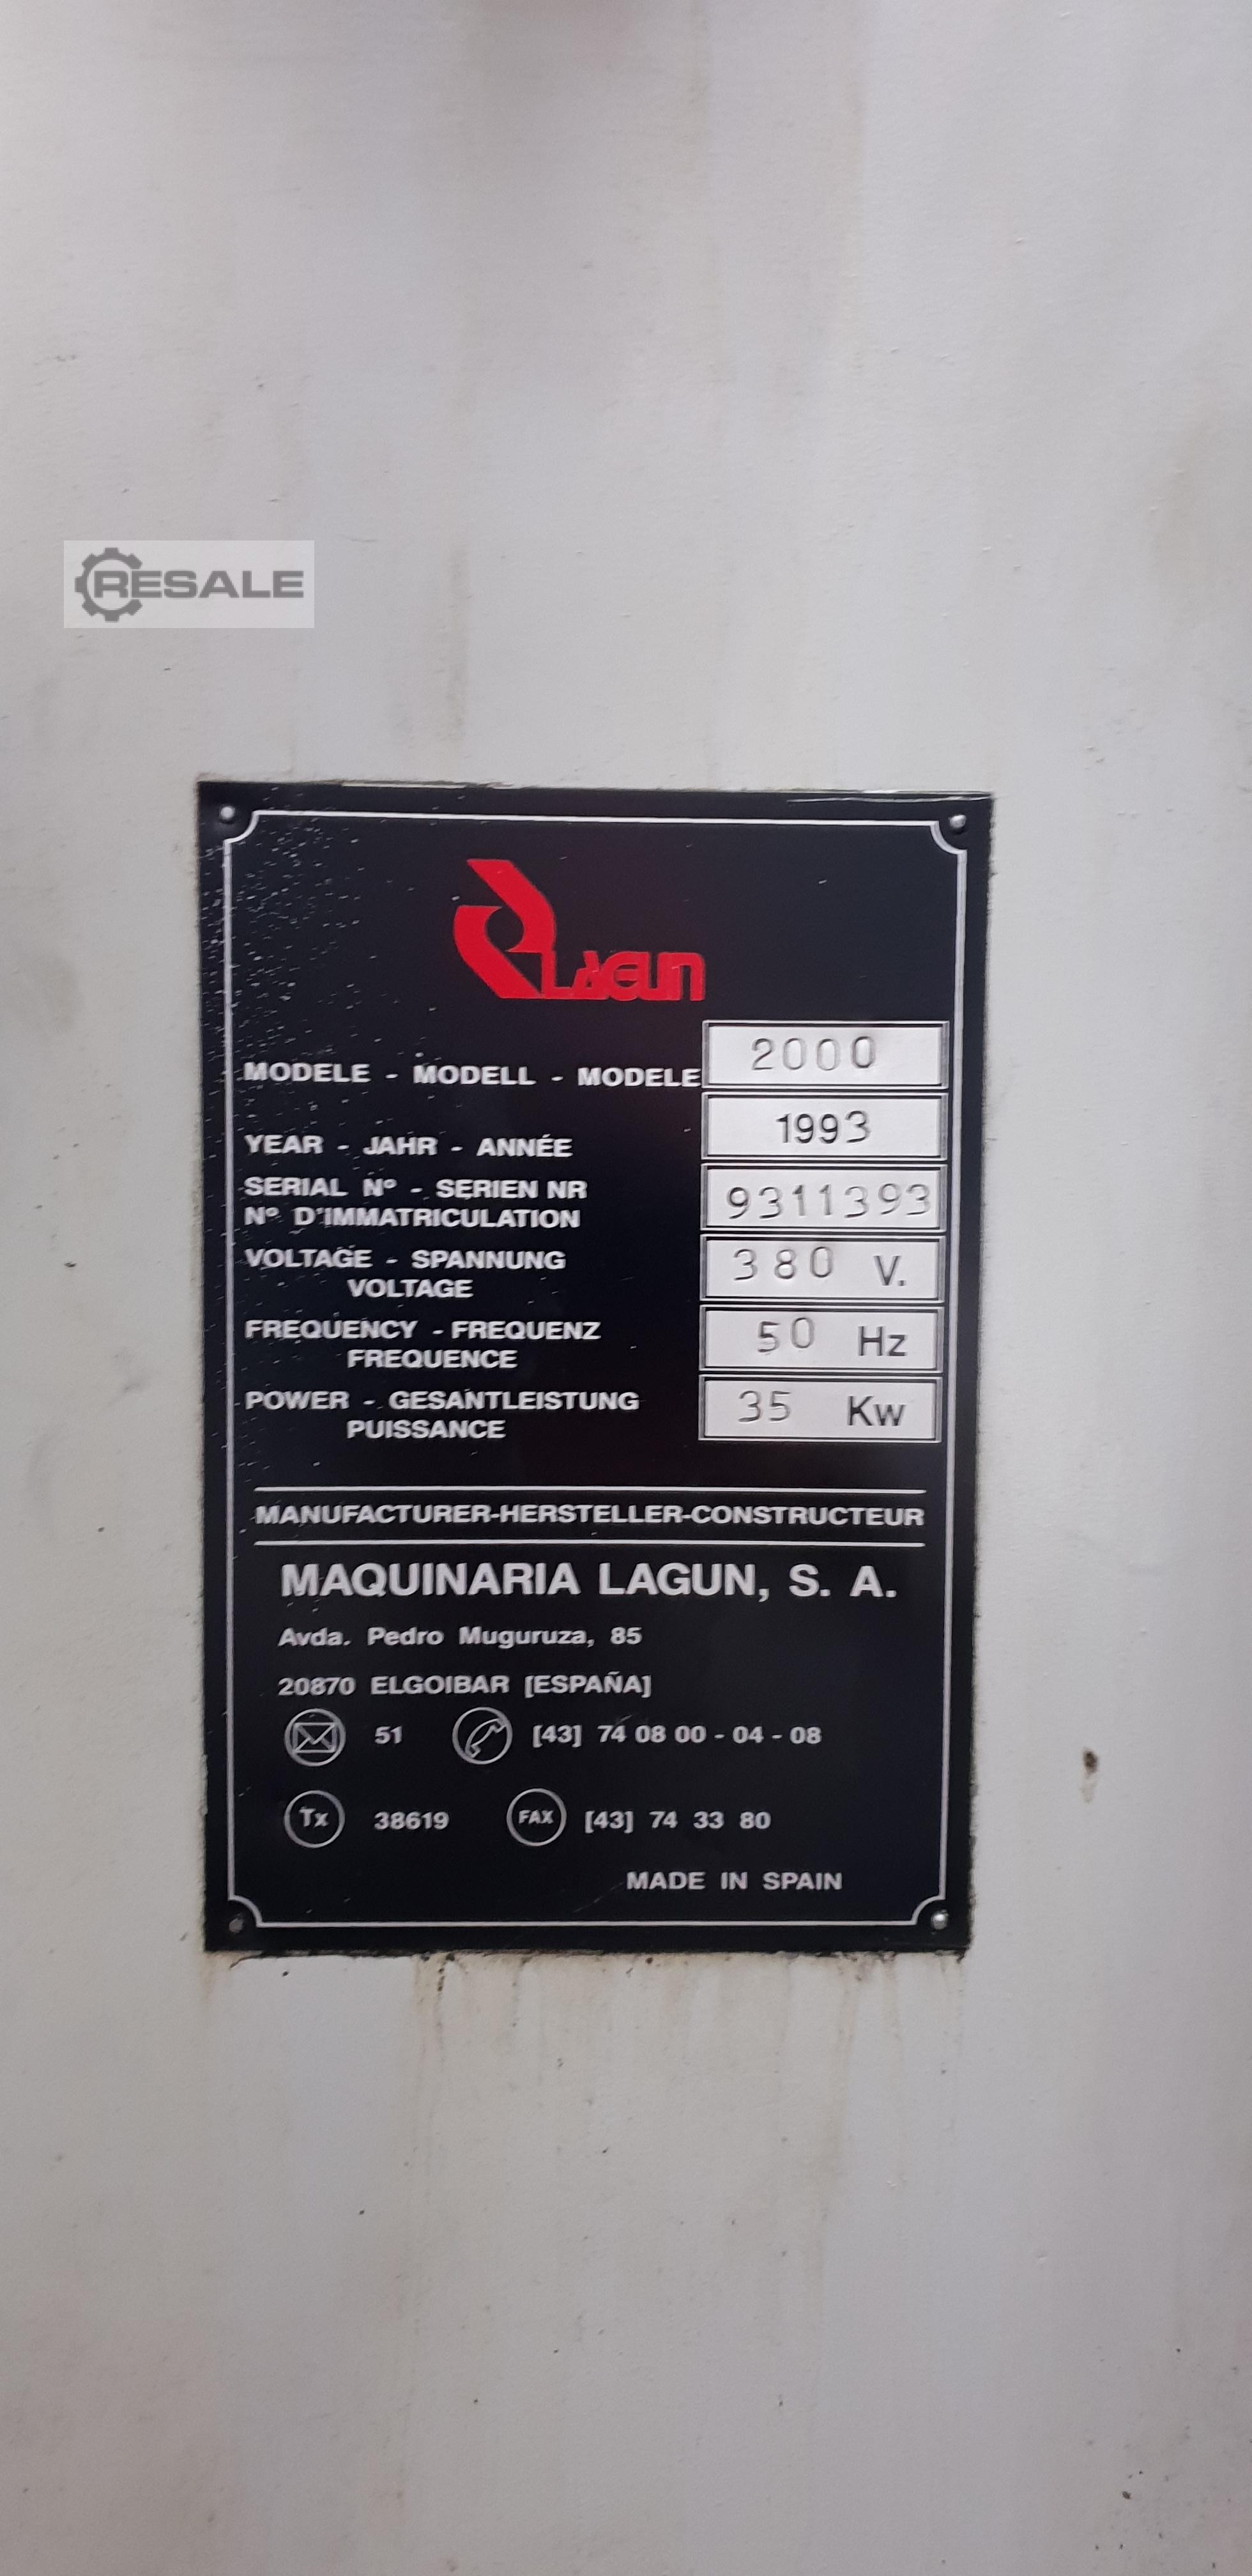 RESALE
LAGUN
MODELE - MODELL - MODELE 2000
YEAR - JAHR - ANNÉE 1993
SERIAL Nº - SERIEN NR
Nº D'IMMATRICULATION 9311393
VOLTAGE - SPANNUNG
VOLTAGE 380 V.
FREQUENCY - FREQUENZ
FREQUENCE 50 Hz
POWER - GESANTLEISTUNG
PUISSANCE 35 Kw
MANUFACTURER-HERSTELLER-CONSTRUCTEUR
MAQUINARIA LAGUN, S. A.
Avda. Pedro Muguruza, 85
20870 ELGOIBAR [ESPAÑA]
51 [43] 74 08 00 - 04 - 08
Tx 38619 FAX [43] 74 33 80
MADE IN SPAIN